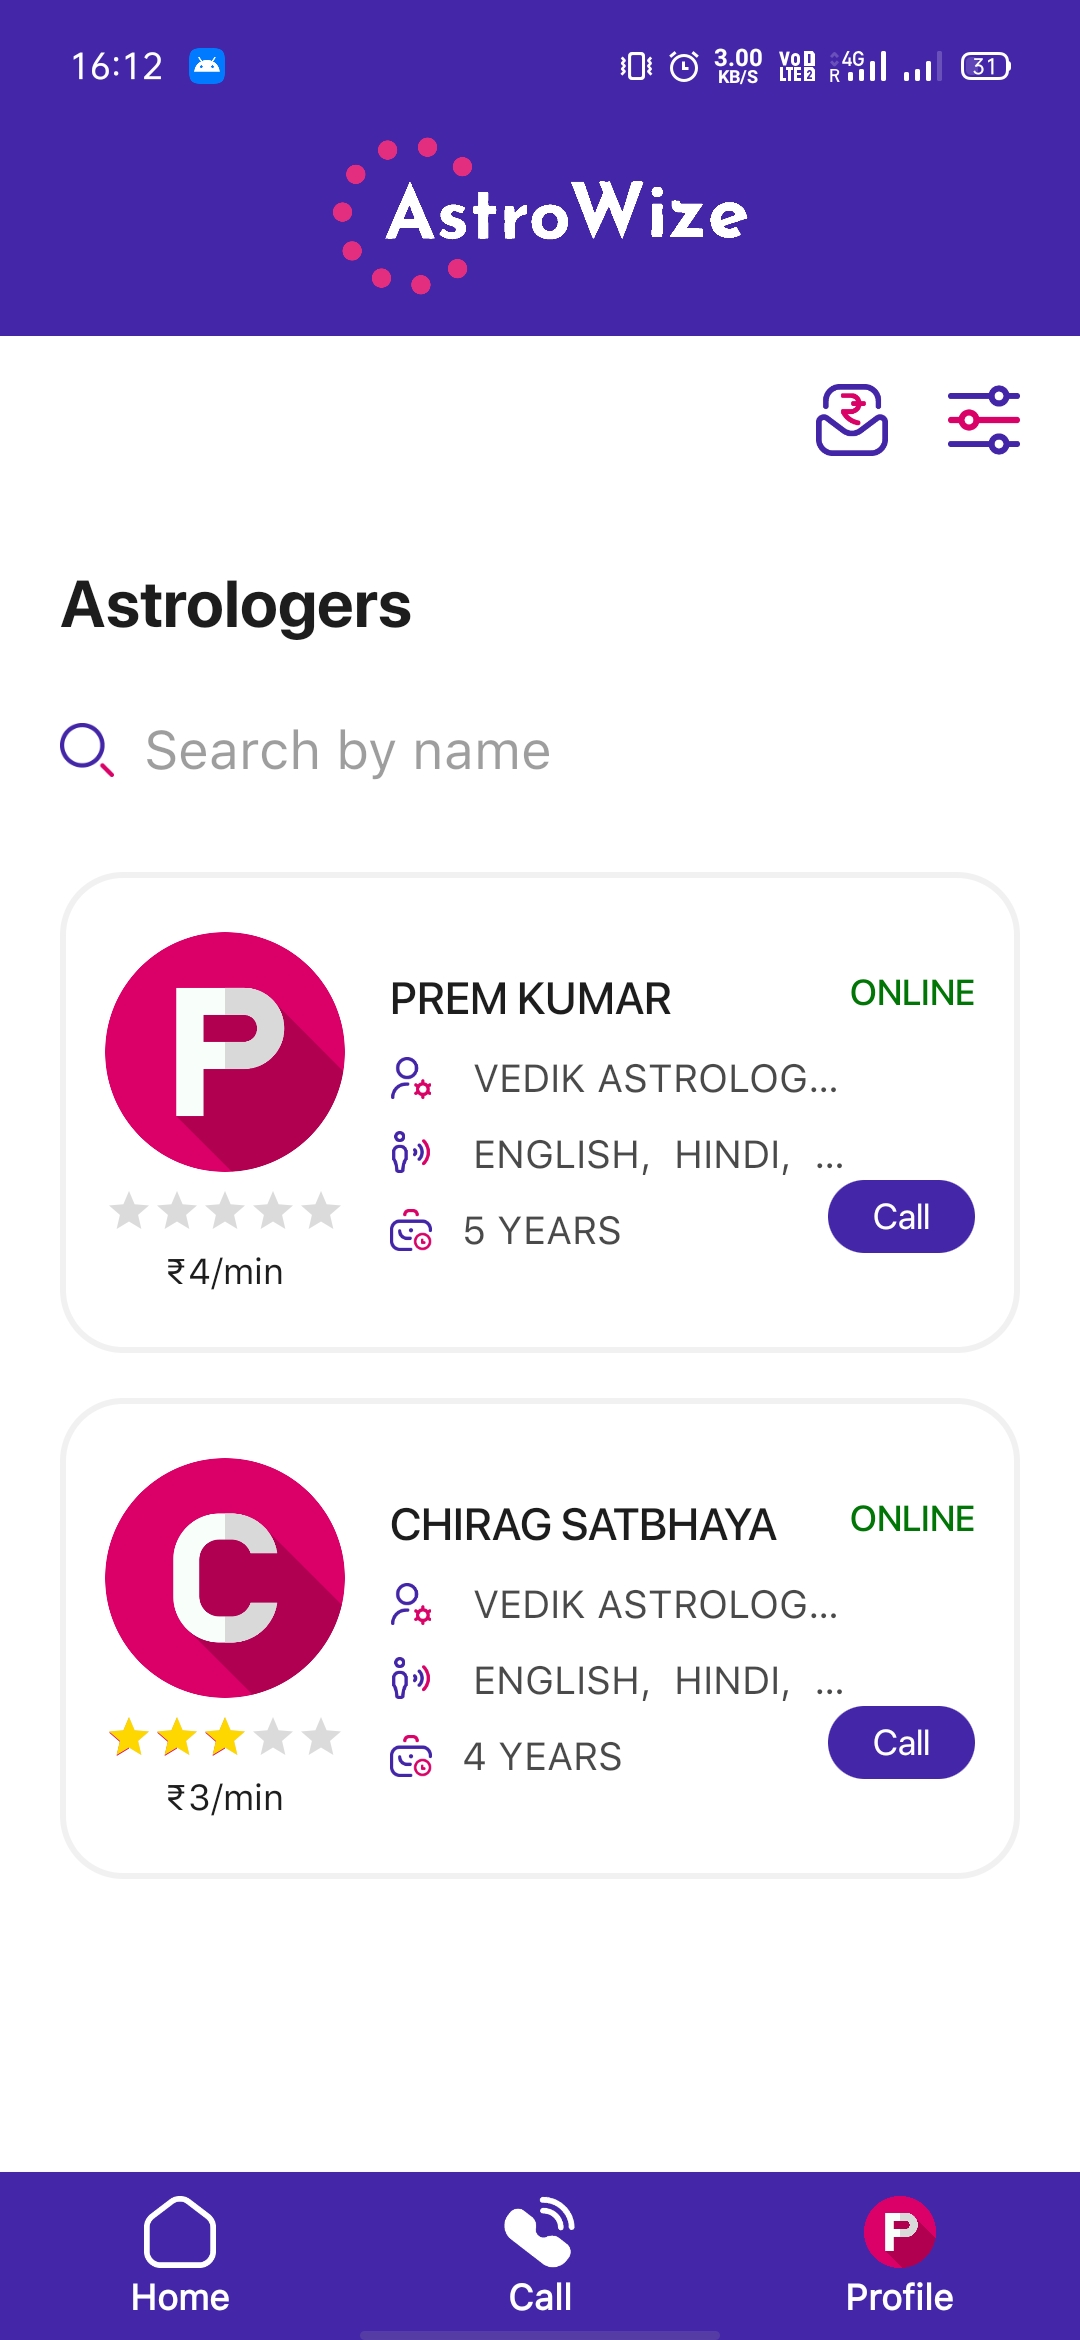 16:12 3.00 KB/S VoD LTE2 R 4G 31
AstroWize
Astrologers
Search by name
P
PREM KUMAR ONLINE
VEDIK ASTROLOG...
ENGLISH, HINDI, ...
5 YEARS Call
₹4/min
C
CHIRAG SATBHAYA ONLINE
VEDIK ASTROLOG...
ENGLISH, HINDI, ...
4 YEARS Call
₹3/min
P
Home Call Profile